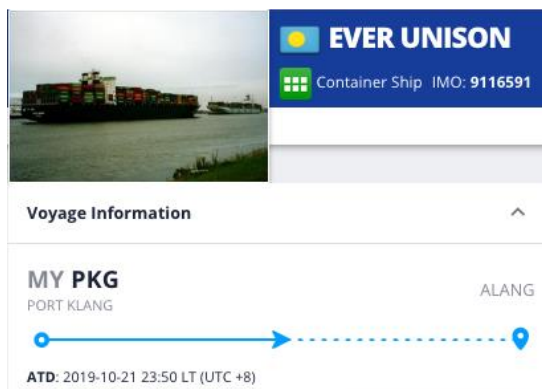 EVER UNISON
Container Ship IMO: 9116591
Voyage Information
MY PKG
PORT KLANG
ALANG
ATD: 2019-10-21 23:50 LT (UTC +8)